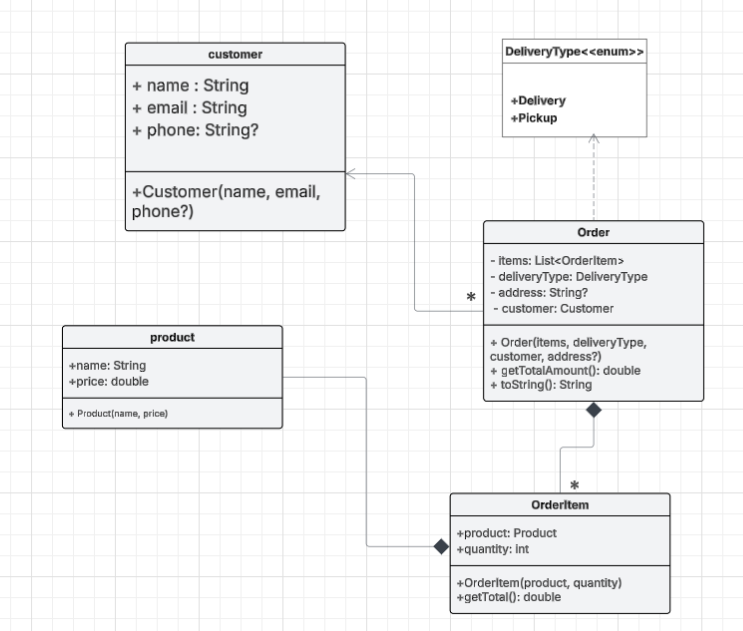 customer
+ name : String
+ email : String
+ phone: String?
+Customer(name, email,
phone?)
DeliveryType<<enum>>
+Delivery
+Pickup
Order
- items: List<OrderItem>
- deliveryType: DeliveryType
- address: String?
- customer: Customer
+ Order(items, deliveryType,
customer, address?)
+ getTotalAmount(): double
+ toString(): String
*
product
+name: String
+price: double
+ Product(name, price)
*
OrderItem
+product: Product
+quantity: int
+OrderItem(product, quantity)
+getTotal(): double